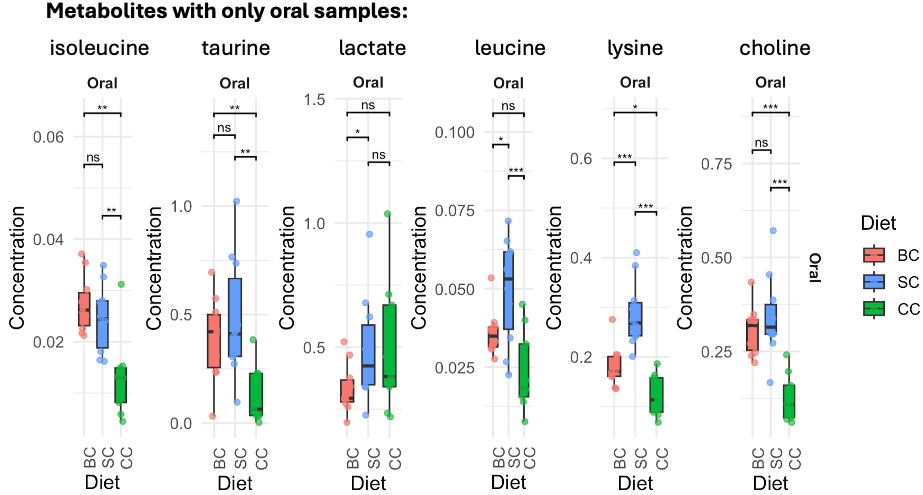 Metabolites with only oral samples:
isoleucine taurine lactate leucine lysine choline
Oral Oral Oral Oral Oral Oral
Concentration
0.06
0.04
0.02
** ns **
BC SC CC
Diet
Concentration
1.0
0.5
0.0
** ns **
BC SC CC
Diet
Concentration
1.5
1.0
0.5
ns * ns
BC SC CC
Diet
Concentration
0.100
0.075
0.050
0.025
ns * ***
BC SC CC
Diet
Concentration
0.6
0.4
0.2
* *** ***
BC SC CC
Diet
Concentration
0.75
0.50
0.25
*** ns ***
BC SC CC
Diet
Oral
Diet
BC
SC
CC